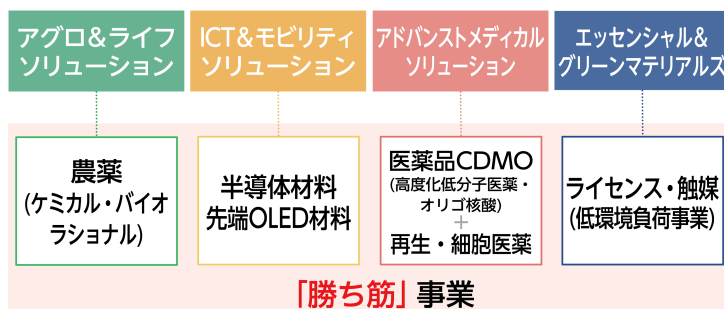 アグロ＆ライフ
ソリューション
ICT＆モビリティ
ソリューション
アドバンストメディカル
ソリューション
エッセンシャル＆
グリーンマテリアルズ
農薬
(ケミカル・バイオ
ラショナル)
半導体材料
先端OLED材料
医薬品CDMO
(高度化低分子医薬・
オリゴ核酸)
+
再生・細胞医薬
ライセンス・触媒
(低環境負荷事業)
「勝ち筋」事業